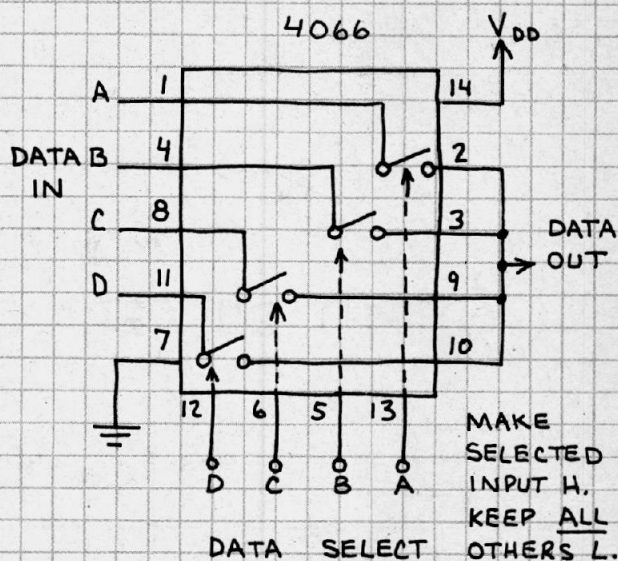 4066
V DD
A 1 14
DATA B 4 2
IN
C 8 3 DATA
OUT
D 11 9
7 10
12 6 5 13
D C B A
DATA SELECT
MAKE
SELECTED
INPUT H.
KEEP ALL
OTHERS L.